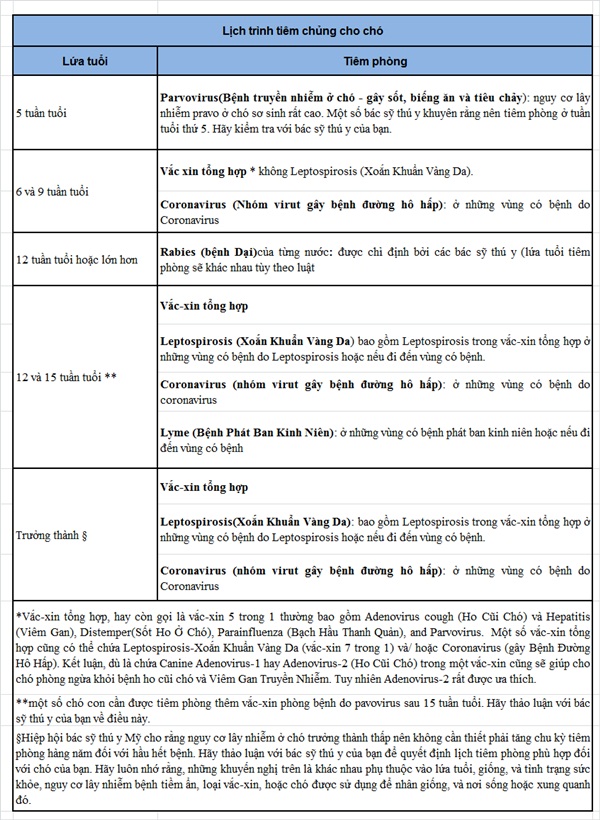 Lịch trình tiêm chủng cho chó
Lứa tuổi
Tiêm phòng
5 tuần tuổi
Parvovirus(Bệnh truyền nhiễm ở chó - gây sốt, biếng ăn và tiêu chảy): nguy cơ lây
nhiễm pravo ở chó sơ sinh rất cao. Một số bác sỹ thú y khuyên rằng nên tiêm phòng ở tuần
tuổi thứ 5. Hãy kiểm tra với bác sỹ thú y của bạn.
6 và 9 tuần tuổi
Vắc xin tổng hợp * không Leptospirosis (Xoắn Khuẩn Vàng Da).
Coronavirus (Nhóm virut gây bệnh đường hô hấp): ở những vùng có bệnh do
Coronavirus
12 tuần tuổi hoặc lớn hơn
Rabies (bệnh Dại)của từng nước: được chỉ định bởi các bác sỹ thú y (lứa tuổi tiêm
phòng sẽ khác nhau tùy theo luật
12 và 15 tuần tuổi **
Vắc-xin tổng hợp
Leptospirosis (Xoắn Khuẩn Vàng Da) bao gồm Leptospirosis trong vắc-xin tổng hợp ở
những vùng có bệnh do Leptospirosis hoặc nếu đi đến vùng có bệnh.
Coronavirus (nhóm virut gây bệnh đường hô hấp): ở những vùng có bệnh do
coronavirus
Lyme (Bệnh Phát Ban Kinh Niên): ở những vùng có bệnh phát ban kinh niên hoặc nếu đi
đến vùng có bệnh
Trưởng thành §
Vắc-xin tổng hợp
Leptospirosis(Xoắn Khuẩn Vàng Da): bao gồm Leptospirosis trong vắc-xin tổng hợp ở
những vùng có bệnh do Leptospirosis hoặc nếu đi đến vùng có bệnh.
Coronavirus (nhóm virut gây bệnh đường hô hấp): ở những vùng có bệnh do
Coronavirus
*Vắc-xin tổng hợp, hay còn gọi là vắc-xin 5 trong 1 thường bao gồm Adenovirus cough (Ho Cũi Chó) và Hepatitis
(Viêm Gan), Distemper(Sốt Ho Ở Chó), Parainfluenza (Bạch Hầu Thanh Quản), and Parvovirus.  Một số vắc-xin tổng
hợp cũng có thể chứa Leptospirosis-Xoắn Khuẩn Vàng Da (vắc-xin 7 trong 1) và/ hoặc Coronavirus (gây Bệnh Đường
Hô Hấp). Kết luận, dù là chứa Canine Adenovirus-1 hay Adenovirus-2 (Ho Cũi Chó) trong một vắc-xin cũng sẽ giúp cho
chó phòng ngừa khỏi bệnh ho cũi chó và Viêm Gan Truyền Nhiễm. Tuy nhiên Adenovirus-2 rất được ưa thích.
**một số chó con cần được tiêm phòng thêm vắc-xin phòng bệnh do pavovirus sau 15 tuần tuổi. Hãy thảo luận với bác
sỹ thú y của bạn về điều này.
§Hiệp hội bác sỹ thú y Mỹ cho rằng nguy cơ lây nhiễm ở chó trưởng thành thấp nên không cần thiết phải tăng chu kỳ tiêm
phòng hàng năm đối với hầu hết bệnh. Hãy thảo luận với bác sỹ thú y của bạn để quyết định lịch tiêm phòng phù hợp đối
với chó của bạn. Hãy luôn nhớ rằng, những khuyến nghị trên là khác nhau phụ thuộc vào lứa tuổi, giống, và tình trạng sức
khỏe, nguy cơ lây nhiễm bệnh tiềm ẩn, loại vắc-xin, hoặc chó được sử dụng để nhân giống, và nơi sống hoặc xung quanh
đó.